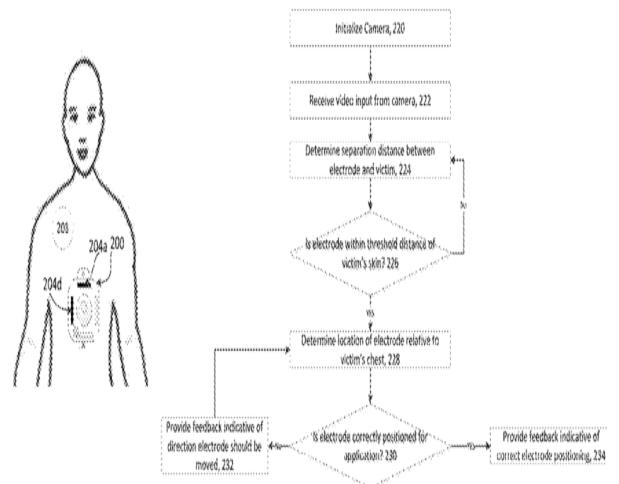 Initialize Camera, 220
Receive video input from camera, 222
Determine separation distance between
electrode and victim, 224
No
Is electrode within threshold distance of
victim's skin? 226
YES
Determine location of electrode relative to
victim's chest, 228
Is electrode correctly positioned for
application? 230
No
Provide feedback indicative of
direction electrode should be
moved, 232
Yes
Provide feedback indicative of
correct electrode positioning, 234
203
204a 200
204d